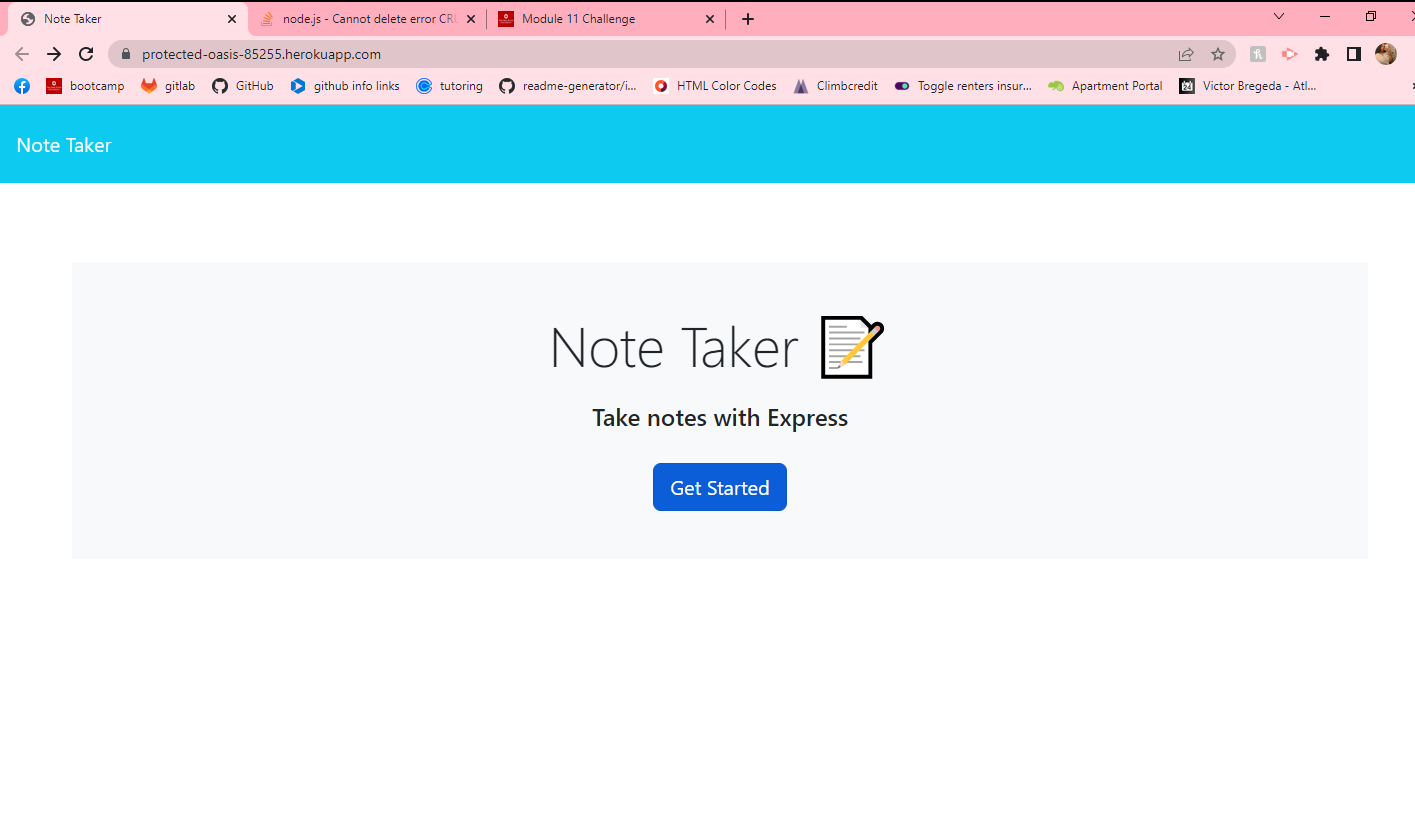 Note Taker
node.js - Cannot delete error CRU
Module 11 Challenge
protected-oasis-85255.herokuapp.com
bootcamp gitlab GitHub github info links tutoring readme-generator/i... HTML Color Codes Climbcredit Toggle renters insur... Apartment Portal Victor Bregeda - Atl...
Note Taker
Note Taker
Take notes with Express
Get Started